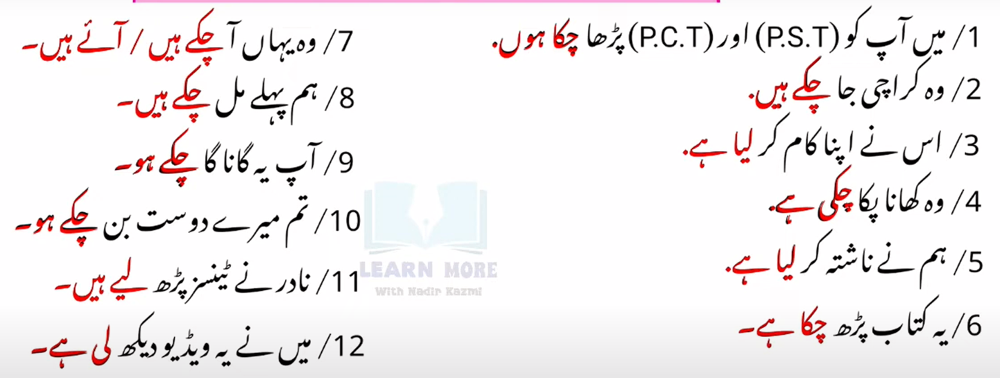 1/ میں آپ کو (P.S.T) اور (P.C.T) پڑھا چکا ہوں.
2/ وہ کراچی جا چکے ہیں.
3/ اس نے اپنا کام کر لیا ہے.
4/ وہ کھانا پکا چکی ہے.
5/ ہم نے ناشتہ کر لیا ہے.
6/ یہ کتاب پڑھ چکا ہے۔
7/ وہ یہاں آ چکے ہیں / آئے ہیں۔
8/ ہم پہلے مل چکے ہیں۔
9/ آپ یہ گانا گا چکے ہو۔
10/ تم میرے دوست بن چکے ہو۔
11/ نادر نے ٹینسز پڑھ لیے ہیں۔
12/ میں نے یہ ویڈیو دیکھ لی ہے۔
LEARN MORE
With Nadir Kazmi